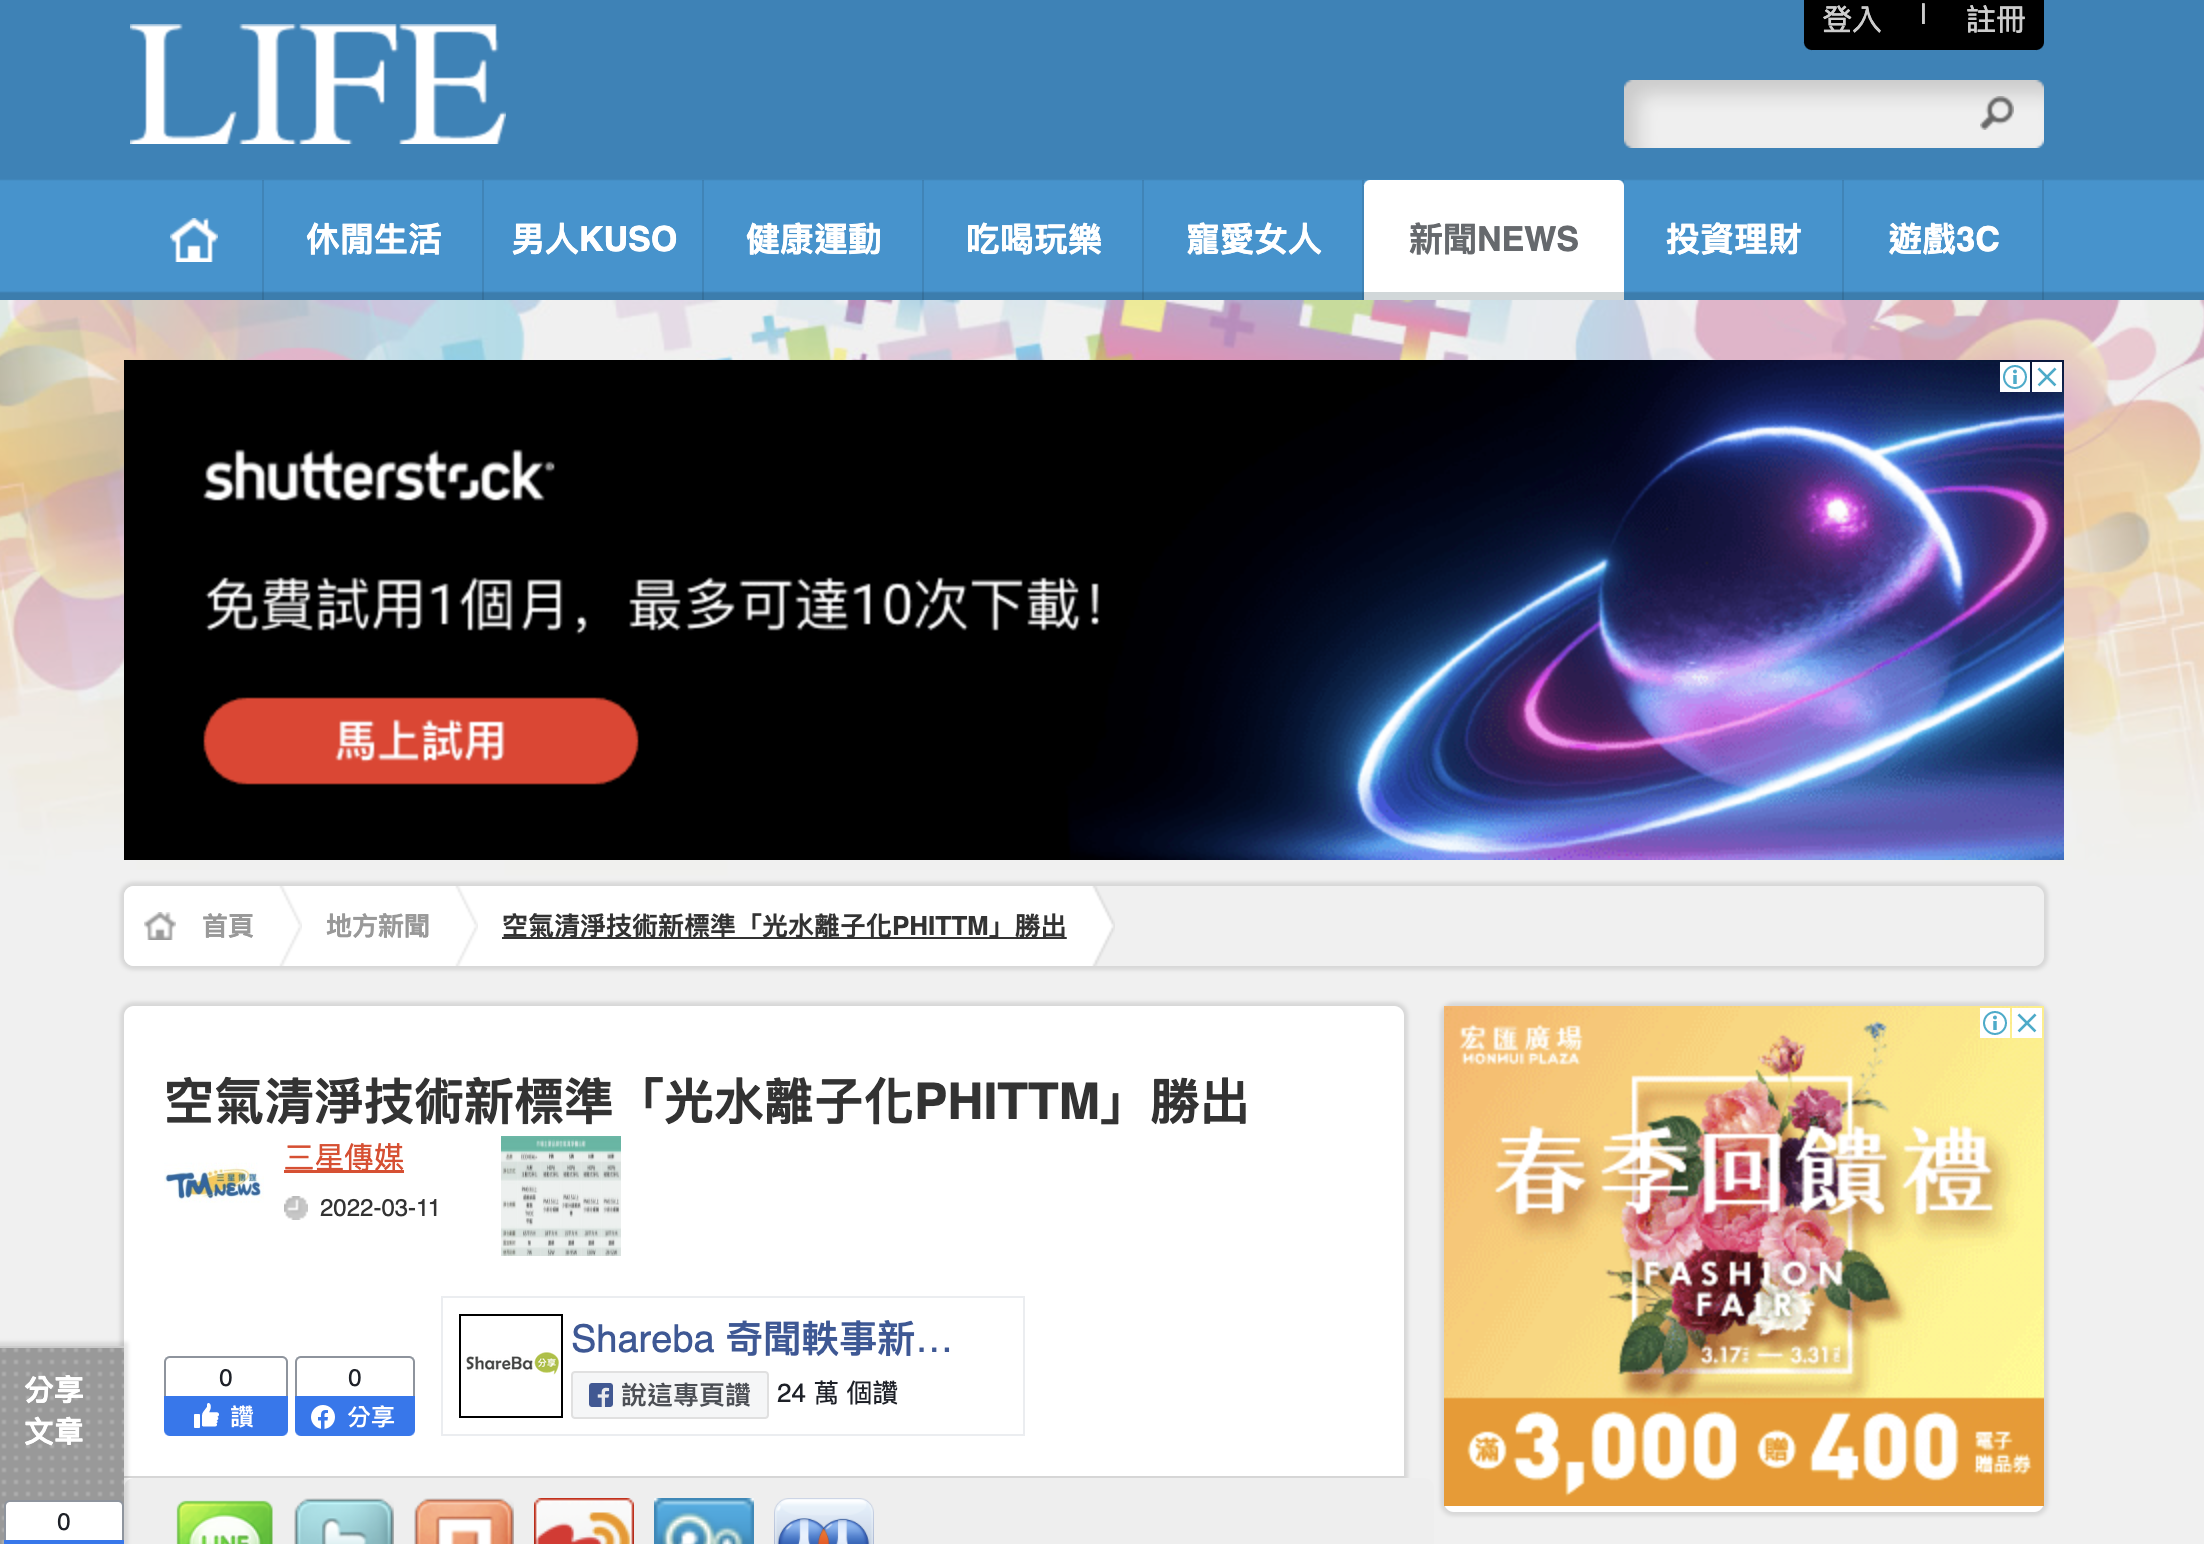 LIFE
登入 | 註冊
休閒生活 男人KUSO 健康運動 吃喝玩樂 寵愛女人 新聞NEWS 投資理財 遊戲3C
shutterstock
免費試用1個月，最多可達10次下載！
馬上試用
首頁 地方新聞 空氣清淨技術新標準「光水離子化PHITTM」勝出
空氣清淨技術新標準「光水離子化PHITTM」勝出
三星傳媒
TMNEWS
2022-03-11
Shareba 奇聞軼事新...
ShareBa 分享
說這專頁讚 24 萬 個讚
0 0
讚 分享
分享
文章
0
LINE
宏匯廣場
HONHUI PLAZA
春季回饋禮
FASHION
FAIR
3.17 — 3.31
滿3,000贈400電子
贈品券